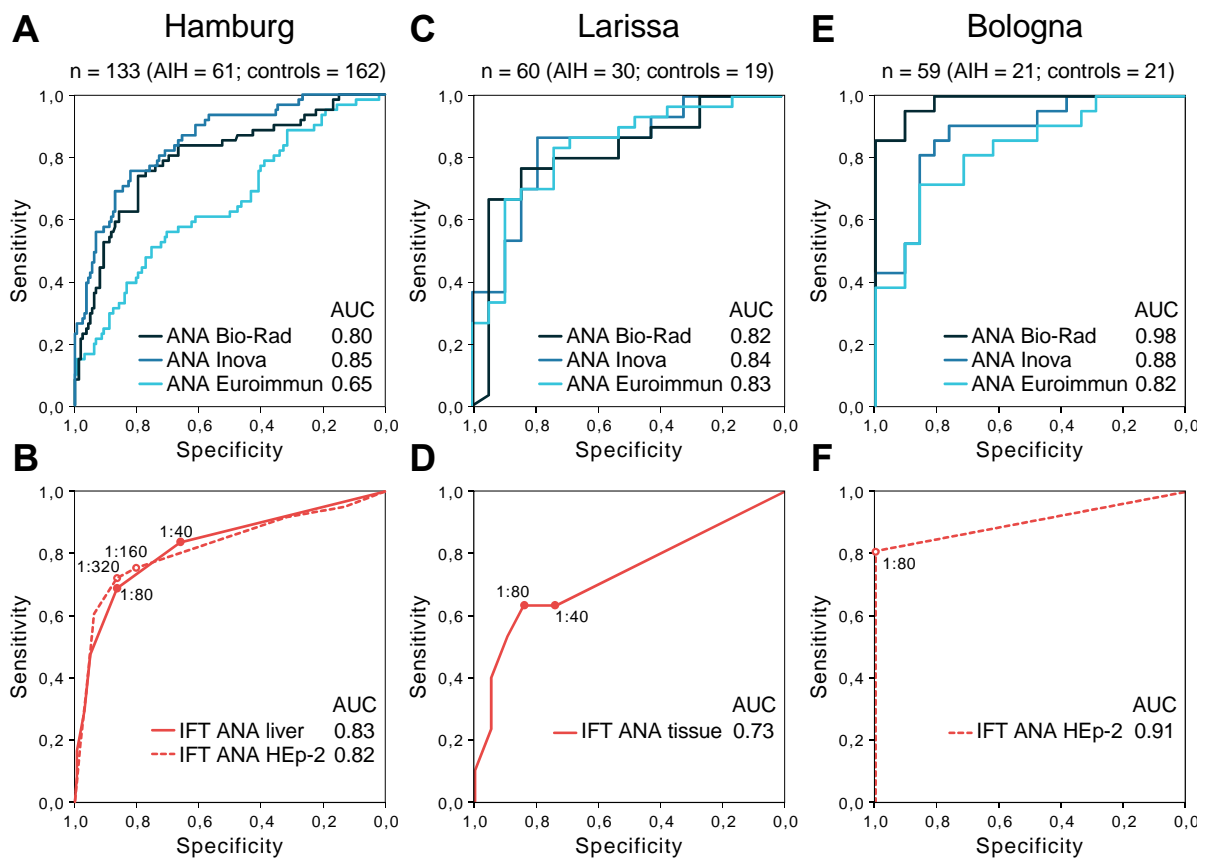 A Hamburg
n = 133 (AIH = 61; controls = 162)
1,0
0,8
0,6
0,4
0,2
0,0
Sensitivity
AUC
ANA Bio-Rad 0.80
ANA Inova 0.85
ANA Euroimmun 0.65
1,0 0,8 0,6 0,4 0,2 0,0
Specificity
C Larissa
n = 60 (AIH = 30; controls = 19)
1,0
0,8
0,6
0,4
0,2
0,0
Sensitivity
AUC
ANA Bio-Rad 0.82
ANA Inova 0.84
ANA Euroimmun 0.83
1,0 0,8 0,6 0,4 0,2 0,0
Specificity
E Bologna
n = 59 (AIH = 21; controls = 21)
1,0
0,8
0,6
0,4
0,2
0,0
Sensitivity
AUC
ANA Bio-Rad 0.98
ANA Inova 0.88
ANA Euroimmun 0.82
1,0 0,8 0,6 0,4 0,2 0,0
Specificity
B
1,0
0,8
0,6
0,4
0,2
0,0
Sensitivity
1:40
1:160
1:320
1:80
AUC
IFT ANA liver 0.83
IFT ANA HEp-2 0.82
1,0 0,8 0,6 0,4 0,2 0,0
Specificity
D
1,0
0,8
0,6
0,4
0,2
0,0
Sensitivity
1:80
1:40
AUC
IFT ANA tissue 0.73
1,0 0,8 0,6 0,4 0,2 0,0
Specificity
F
1,0
0,8
0,6
0,4
0,2
0,0
Sensitivity
1:80
AUC
IFT ANA HEp-2 0.91
1,0 0,8 0,6 0,4 0,2 0,0
Specificity